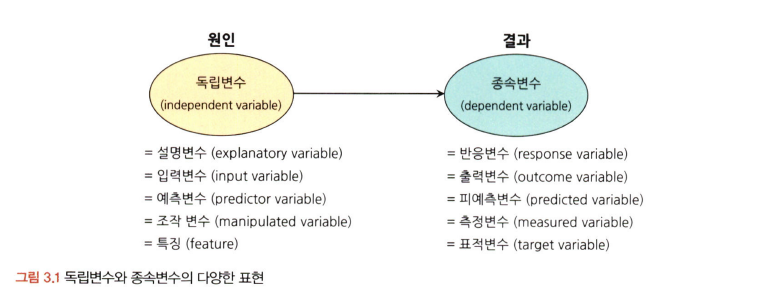 원인
결과
독립변수
(independent variable)
종속변수
(dependent variable)
= 설명변수 (explanatory variable)
= 입력변수 (input variable)
= 예측변수 (predictor variable)
= 조작 변수 (manipulated variable)
= 특징 (feature)
= 반응변수 (response variable)
= 출력변수 (outcome variable)
= 피예측변수 (predicted variable)
= 측정변수 (measured variable)
= 표적변수 (target variable)
그림 3.1 독립변수와 종속변수의 다양한 표현